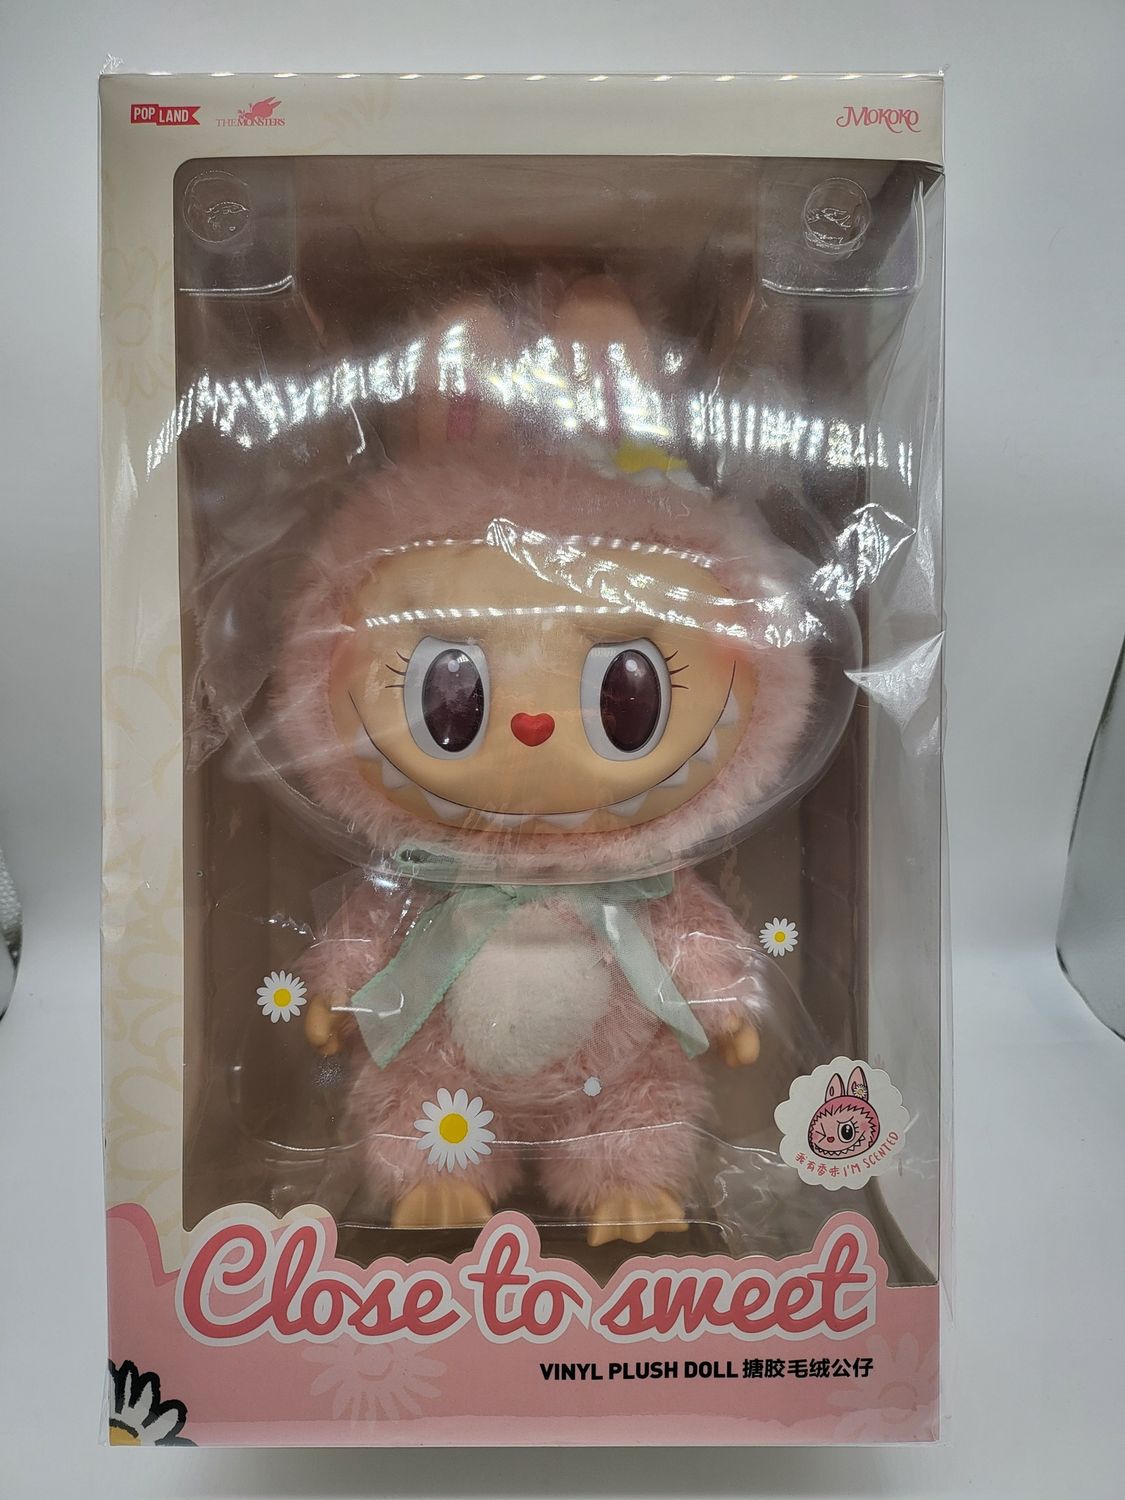 POP LAND
THE MONSTERS
MOKOKO
我有香味 I'M SCENTED
Close to sweet
VINYL PLUSH DOLL 搪胶毛绒公仔